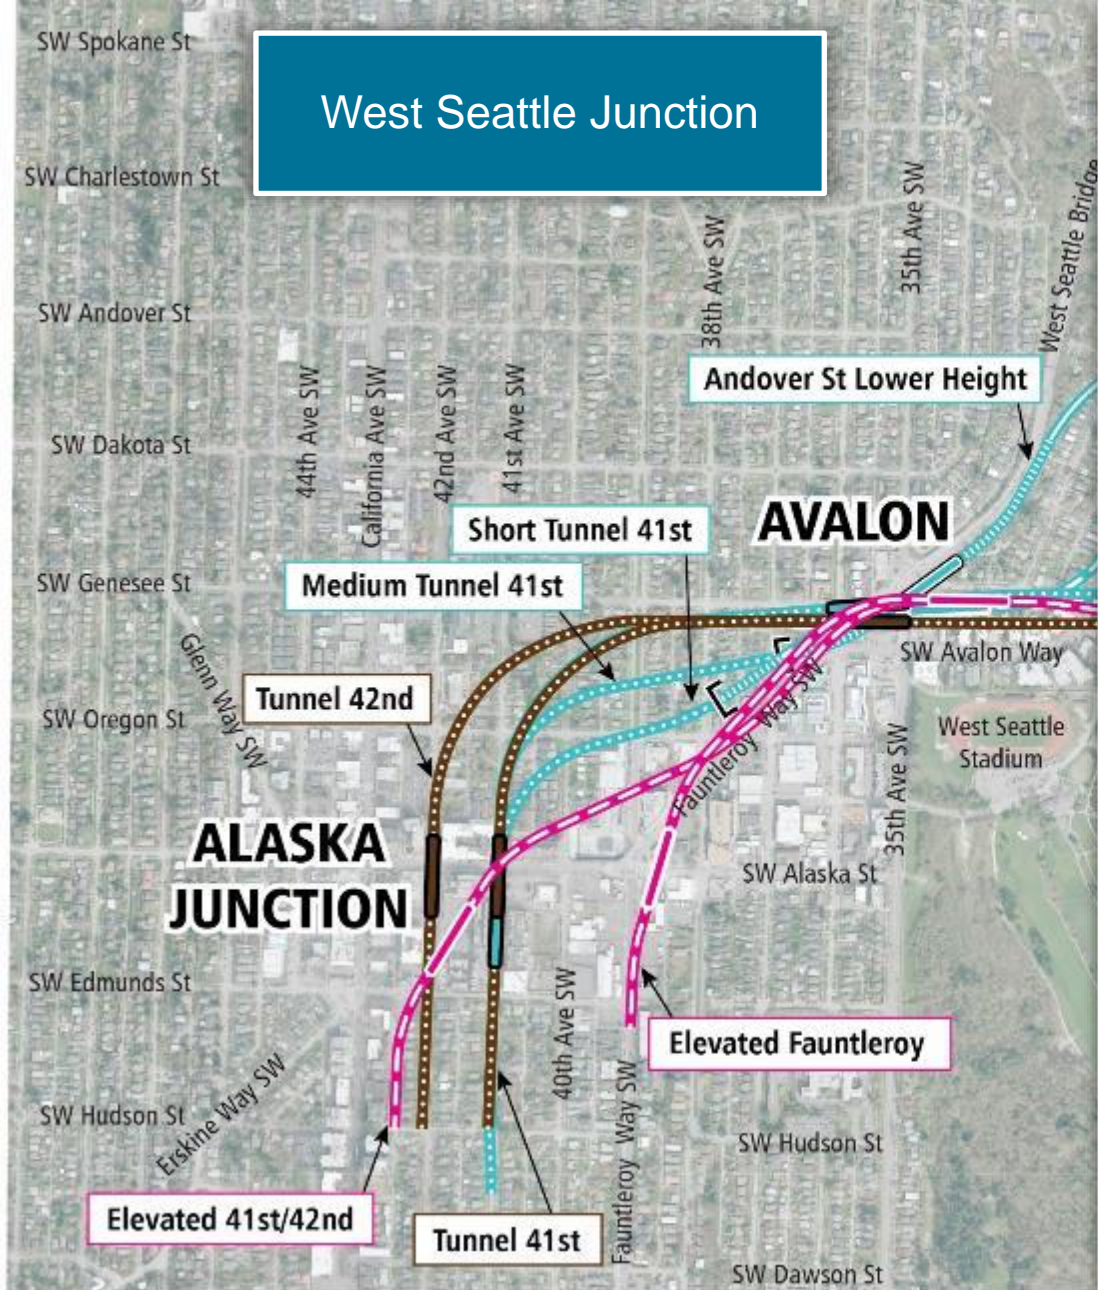 SW Spokane St
West Seattle Junction
SW Charlestown St
35th Ave SW
38th Ave SW
West Seattle Bridge
SW Andover St
Andover St Lower Height
44th Ave SW
California Ave SW
42nd Ave SW
41st Ave SW
SW Dakota St
AVALON
Short Tunnel 41st
Medium Tunnel 41st
SW Genesee St
SW Avalon Way
Glenn Way SW
Tunnel 42nd
SW Oregon St
Fauntleroy Way SW
West Seattle
Stadium
35th Ave SW
ALASKA
JUNCTION
SW Alaska St
SW Edmunds St
40th Ave SW
Elevated Fauntleroy
SW Hudson St
Erskine Way SW
Fauntleroy Way SW
SW Hudson St
Elevated 41st/42nd
Tunnel 41st
SW Dawson St